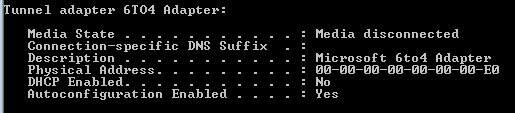 Tunnel adapter 6TO4 Adapter:
Media State . . . . . . . . . . . : Media disconnected
Connection-specific DNS Suffix  . :
Description . . . . . . . . . . . : Microsoft 6to4 Adapter
Physical Address. . . . . . . . . : 00-00-00-00-00-00-00-E0
DHCP Enabled. . . . . . . . . . . : No
Autoconfiguration Enabled . . . . : Yes